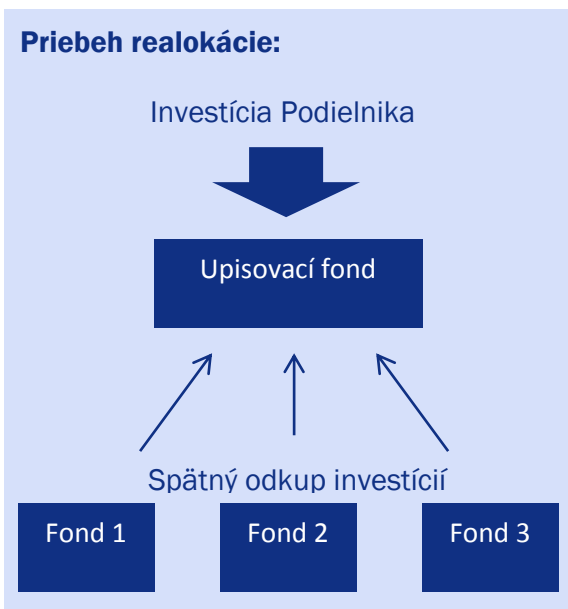 Priebeh realokácie:
Investícia Podielnika
Upisovací fond
Spätný odkup investícií
Fond 1
Fond 2
Fond 3